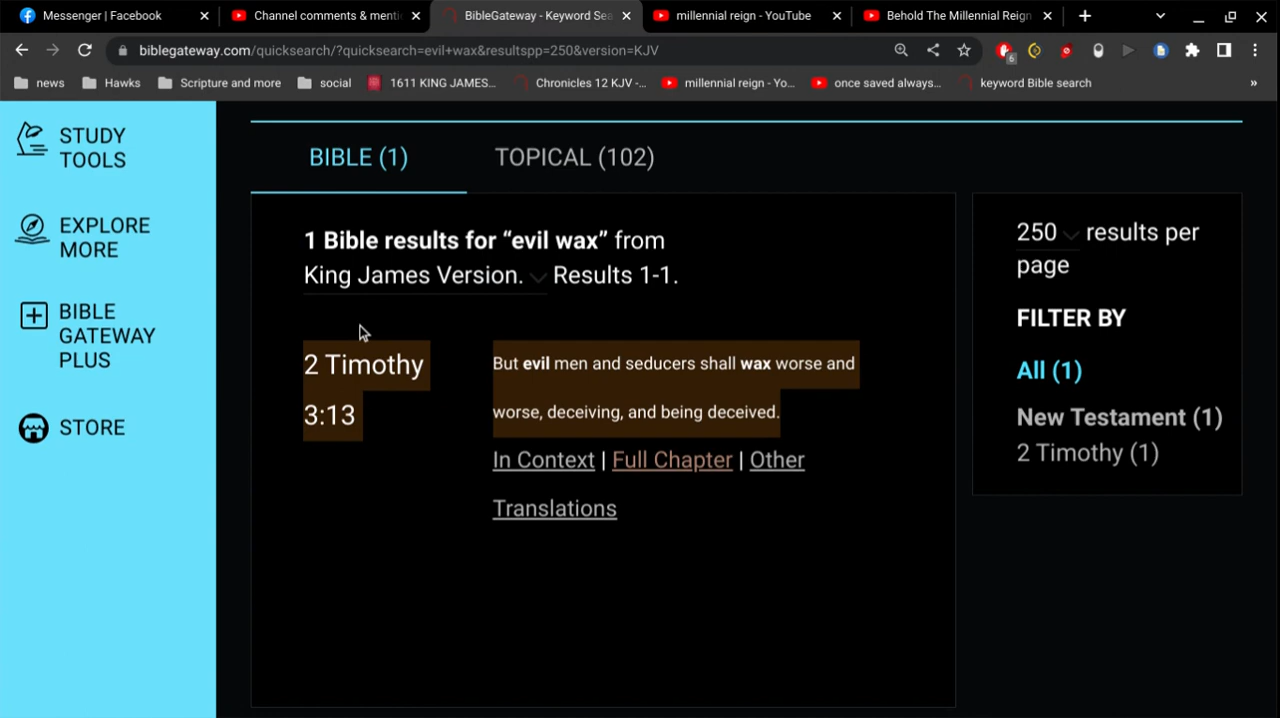 Messenger | Facebook
Channel comments & menti
BibleGateway - Keyword Sea
millennial reign - YouTube
Behold The Millennial Reign
biblegateway.com/quicksearch/?quicksearch=evil+wax&resultspp=250&version=KJV
6
news
Hawks
Scripture and more
social
1611 KING JAMES...
Chronicles 12 KJV -...
millennial reign - Yo...
once saved always...
keyword Bible search
»
STUDY
TOOLS
EXPLORE
MORE
BIBLE
GATEWAY
PLUS
STORE
BIBLE (1)
TOPICAL (102)
1 Bible results for “evil wax” from
King James Version. Results 1-1.
2 Timothy
3:13
But evil men and seducers shall wax worse and
worse, deceiving, and being deceived.
In Context | Full Chapter | Other
Translations
250 results per
page
FILTER BY
All (1)
New Testament (1)
2 Timothy (1)